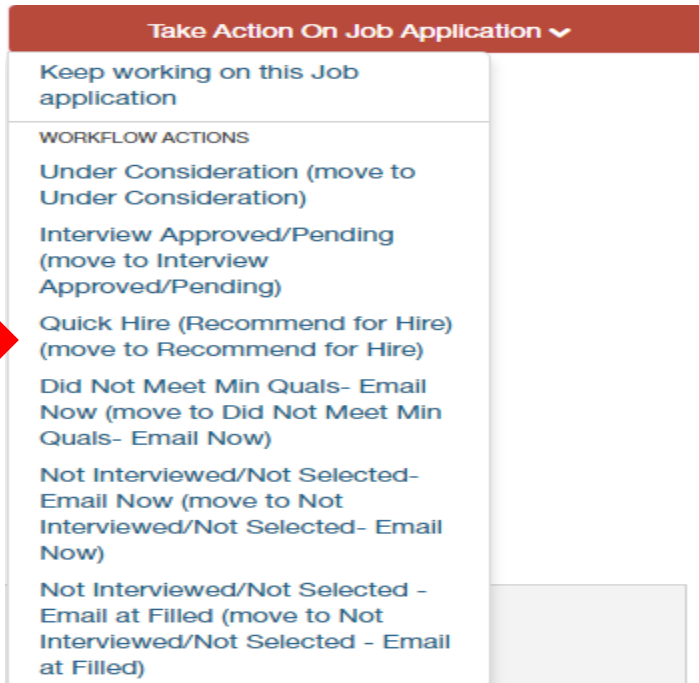 Take Action On Job Application
Keep working on this Job
application
WORKFLOW ACTIONS
Under Consideration (move to
Under Consideration)
Interview Approved/Pending
(move to Interview
Approved/Pending)
Quick Hire (Recommend for Hire)
(move to Recommend for Hire)
Did Not Meet Min Quals- Email
Now (move to Did Not Meet Min
Quals- Email Now)
Not Interviewed/Not Selected-
Email Now (move to Not
Interviewed/Not Selected- Email
Now)
Not Interviewed/Not Selected -
Email at Filled (move to Not
Interviewed/Not Selected - Email
at Filled)